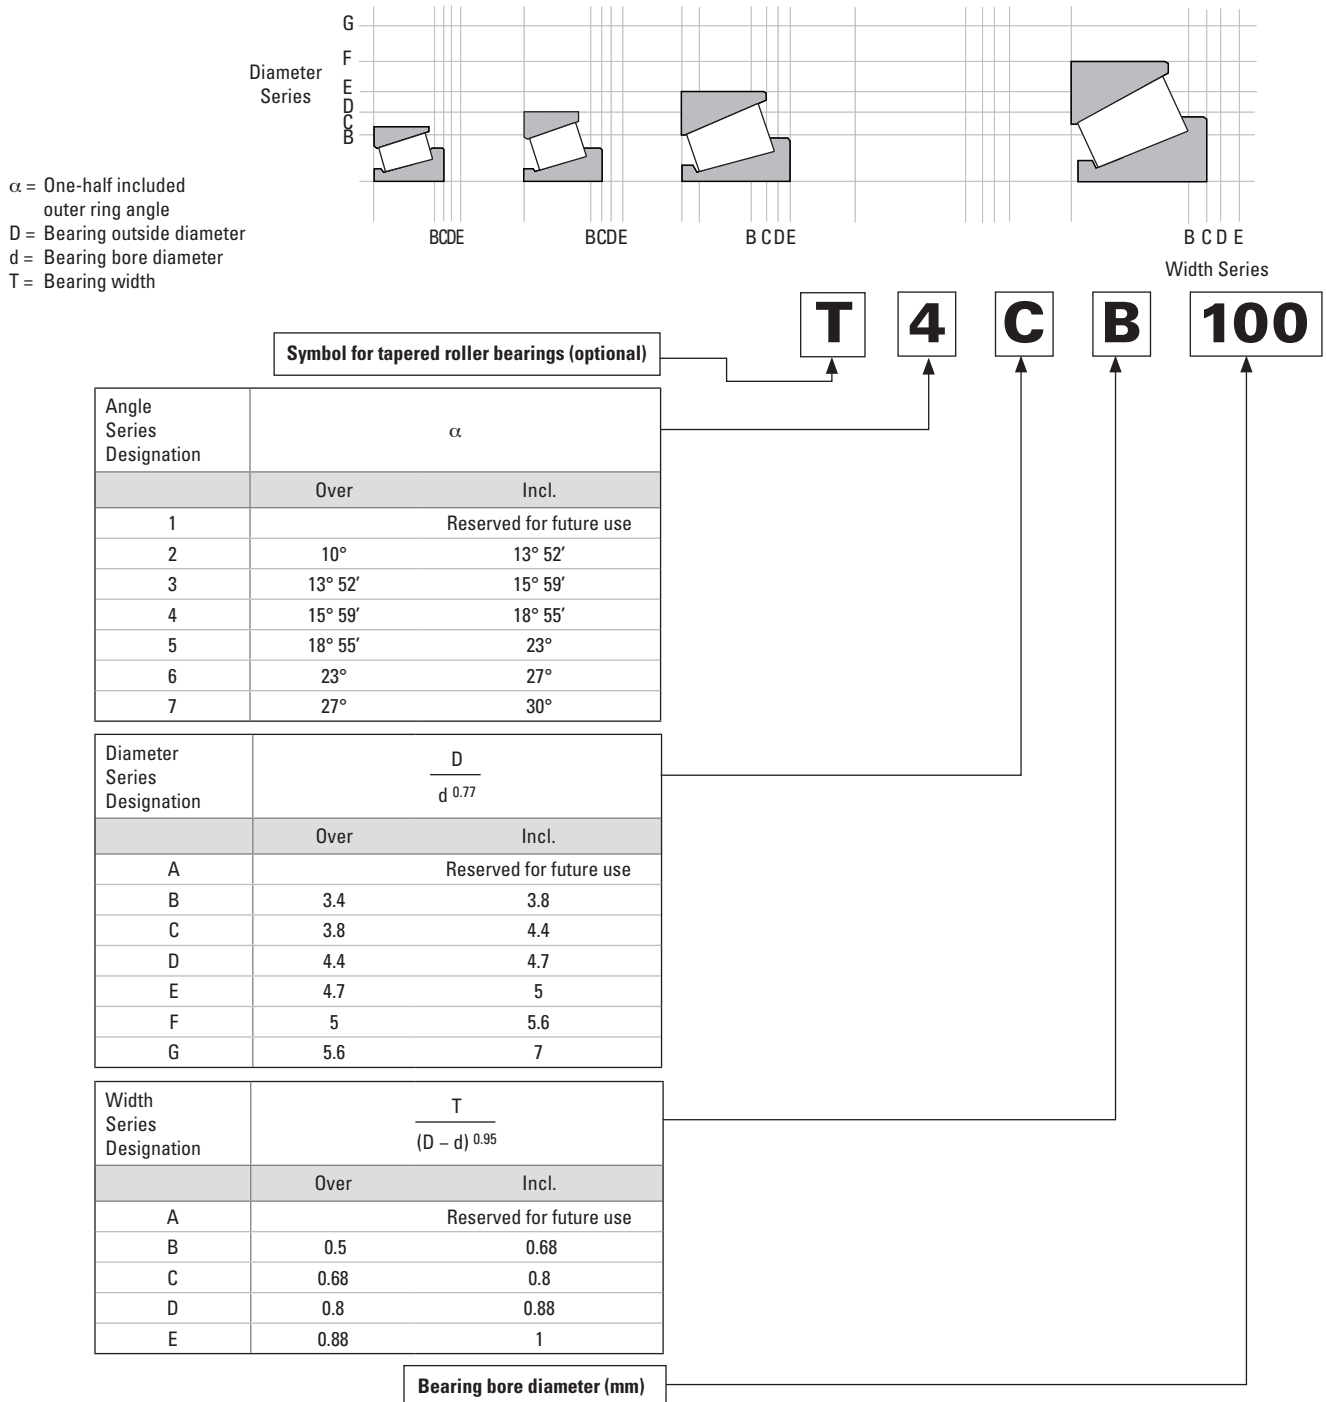 G
F
E
D
C
B
Diameter
Series
α = One-half included
outer ring angle
D = Bearing outside diameter
d = Bearing bore diameter
T = Bearing width
BCDE BCDE B C D E B C D E
Width Series
T 4 C B 100
Symbol for tapered roller bearings (optional)
Angle
Series
Designation
α
Over Incl.
1 Reserved for future use
2 10° 13° 52′
3 13° 52′ 15° 59′
4 15° 59′ 18° 55′
5 18° 55′ 23°
6 23° 27°
7 27° 30°
Diameter
Series
Designation
D
d 0.77
Over Incl.
A Reserved for future use
B 3.4 3.8
C 3.8 4.4
D 4.4 4.7
E 4.7 5
F 5 5.6
G 5.6 7
Width
Series
Designation
T
(D – d) 0.95
Over Incl.
A Reserved for future use
B 0.5 0.68
C 0.68 0.8
D 0.8 0.88
E 0.88 1
Bearing bore diameter (mm)